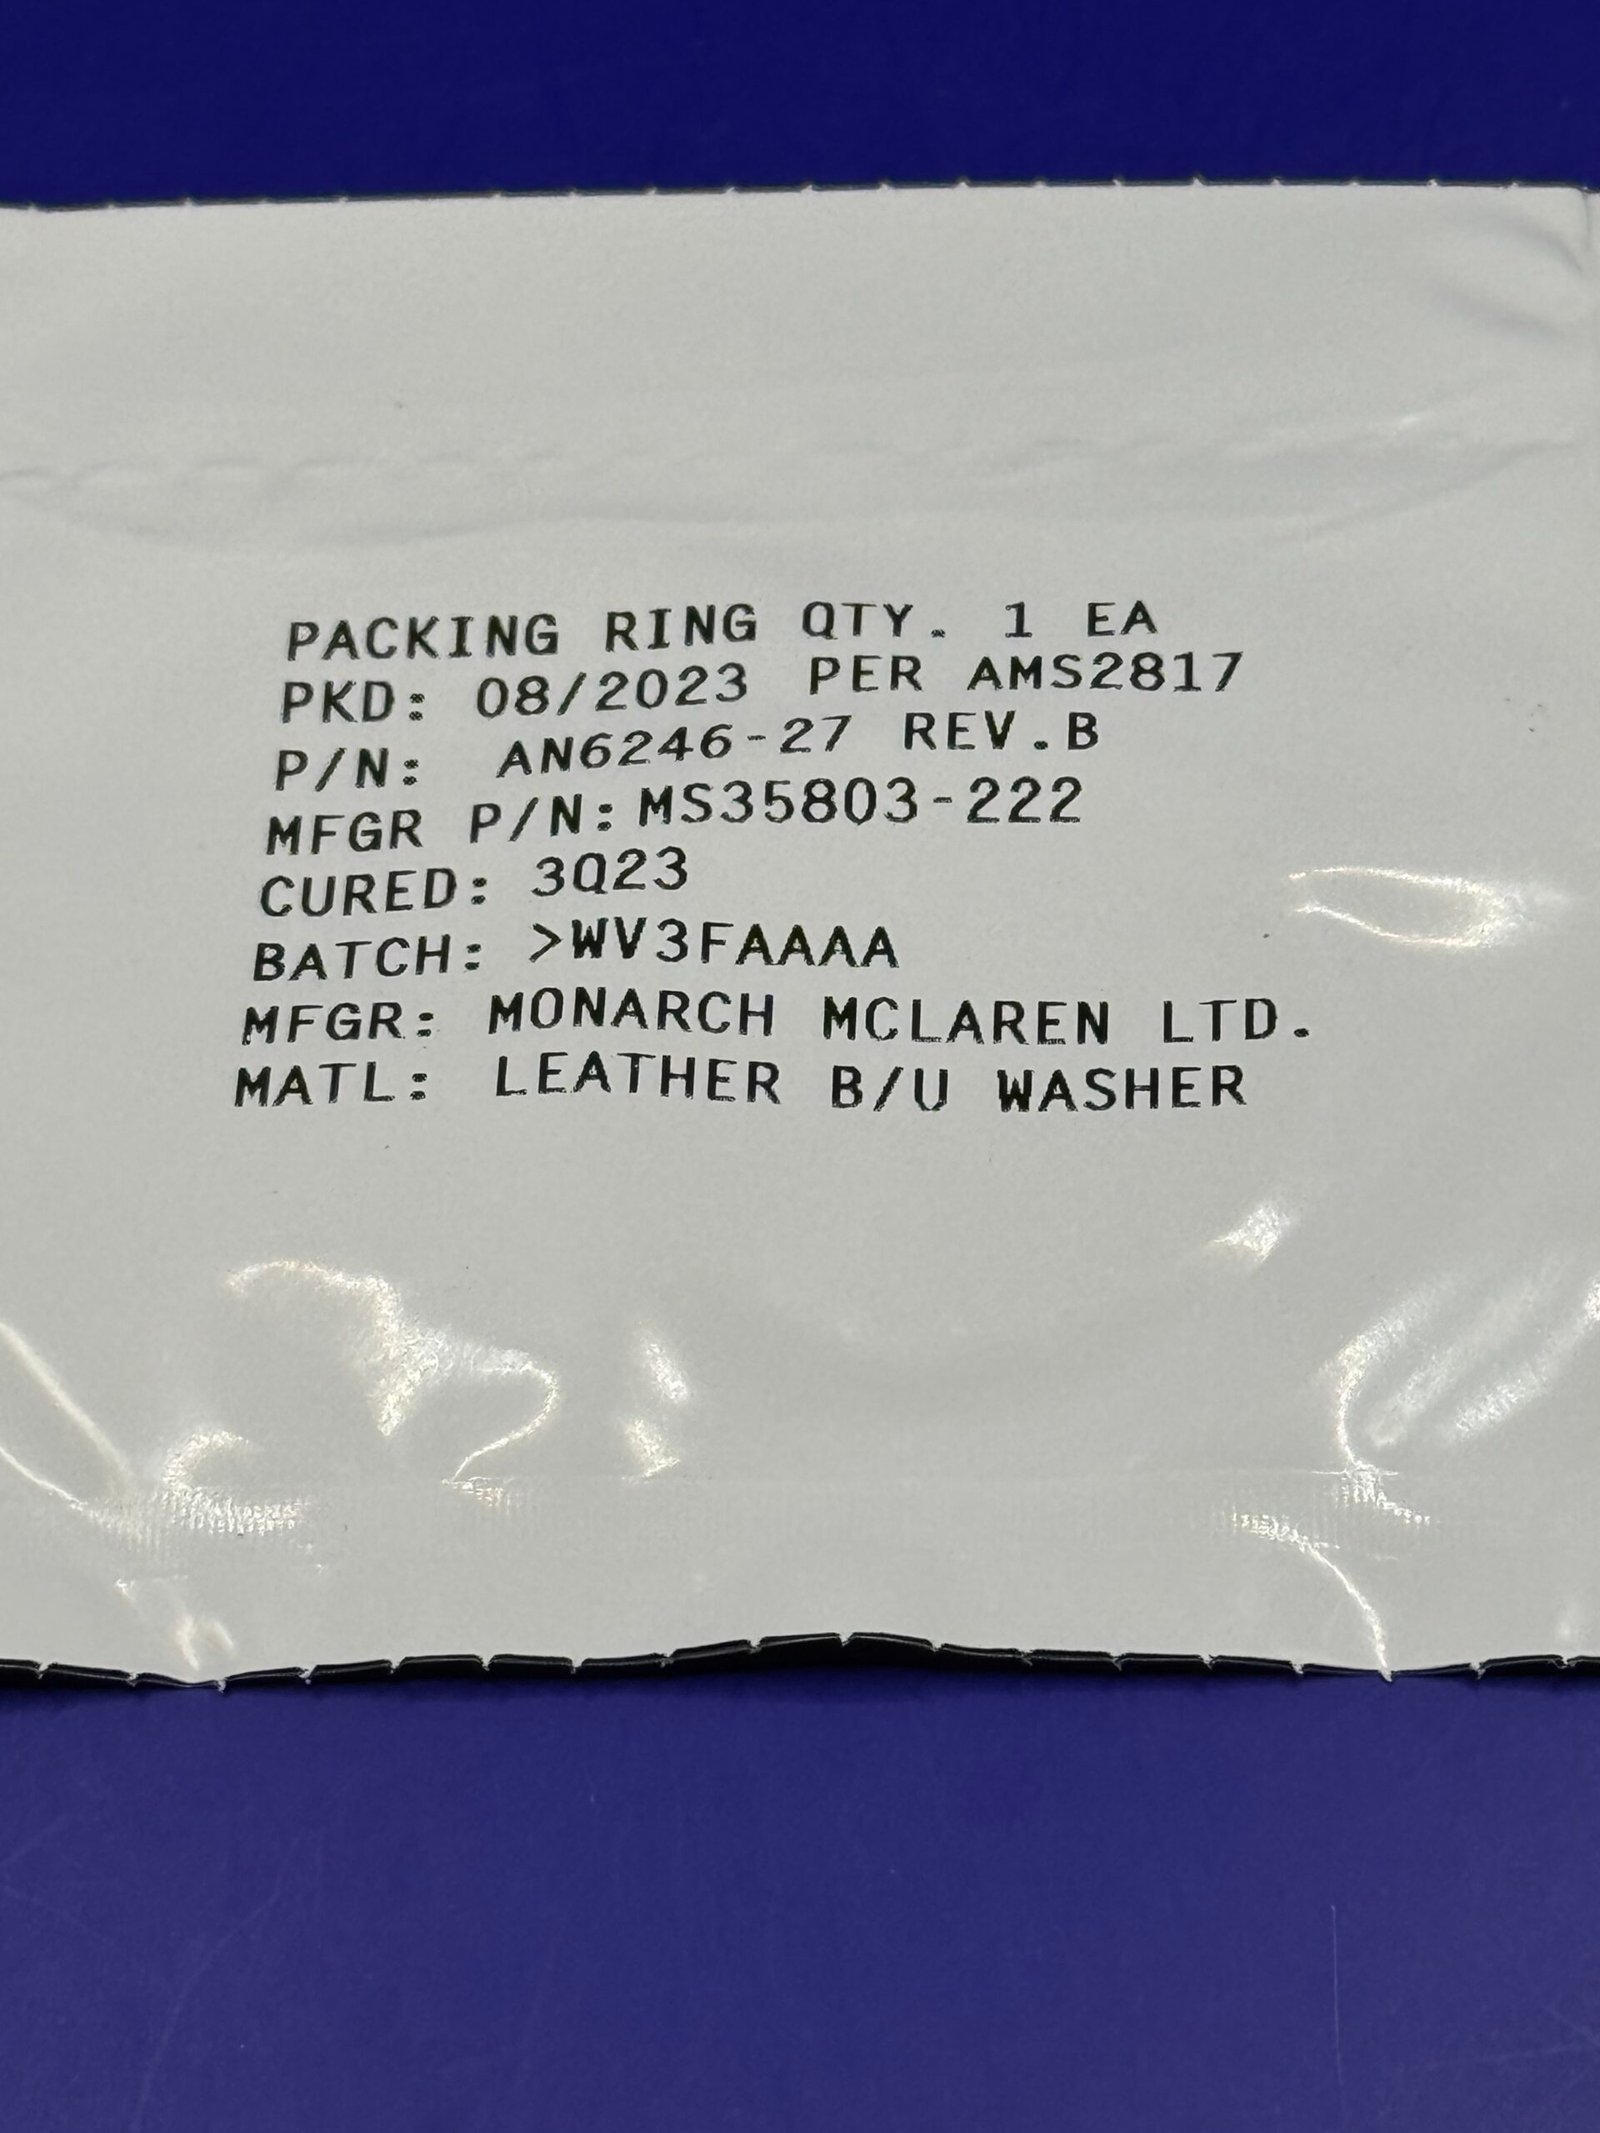 PACKING RING QTY. 1 EA
PKD: 08/2023 PER AMS2817
P/N: AN6246-27 REV.B
MFGR P/N: MS35803-222
CURED: 3Q23
BATCH: >WV3FAAAA
MFGR: MONARCH MCLAREN LTD.
MATL: LEATHER B/U WASHER